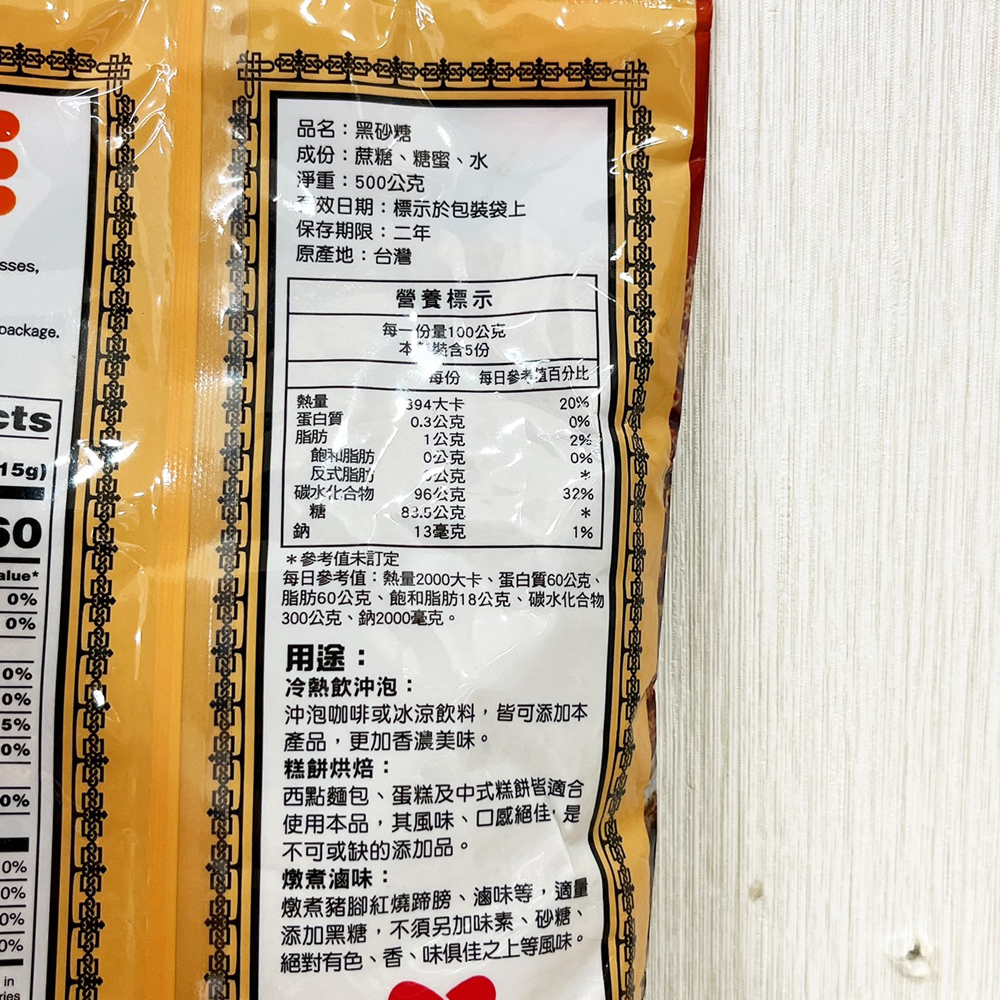 sses,
package.
cts
15g)
60
alue*
0%
0%
0%
0%
5%
0%
0%
0%
0%
0%
0%
in
ries
品名：黑砂糖
成份：蔗糖、糖蜜、水
淨重：500公克
有效日期：標示於包裝袋上
保存期限：二年
原產地：台灣
營養標示
每一份量100公克
本包裝含5份
每份 每日參考值百分比
熱量 394大卡 20%
蛋白質 0.3公克 0%
脂肪 1公克 2%
飽和脂肪 0公克 0%
反式脂肪 0公克 *
碳水化合物 96公克 32%
糖 83.5公克 *
鈉 13毫克 1%
*參考值未訂定
每日參考值：熱量2000大卡、蛋白質60公克、
脂肪60公克、飽和脂肪18公克、碳水化合物
300公克、鈉2000毫克。
用途：
冷熱飲沖泡：
沖泡咖啡或冰涼飲料，皆可添加本
產品，更加香濃美味。
糕餅烘焙：
西點麵包、蛋糕及中式糕餅皆適合
使用本品，其風味、口感絕佳，是
不可或缺的添加品。
燉煮滷味：
燉煮豬腳紅燒蹄膀、滷味等，適量
添加黑糖，不須另加味素、砂糖、
絕對有色、香、味俱佳之上等風味。